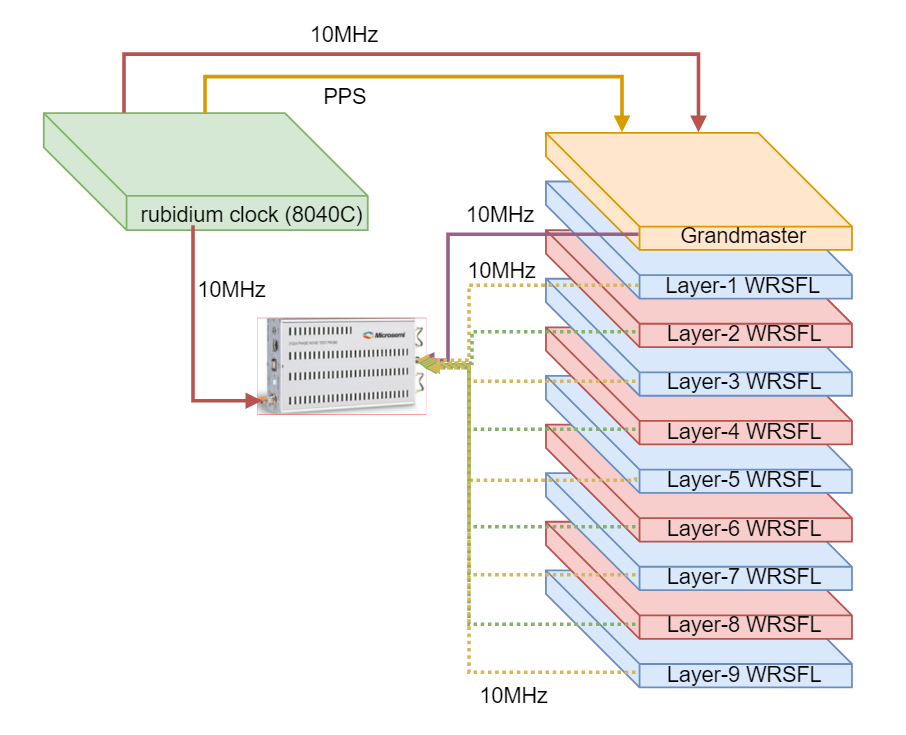 10MHz
PPS
rubidium clock (8040C)
10MHz
Grandmaster
10MHz
10MHz
Layer-1 WRSFL
10MHz
Microsemi
Layer-2 WRSFL
Layer-3 WRSFL
Layer-4 WRSFL
Layer-5 WRSFL
Layer-6 WRSFL
Layer-7 WRSFL
Layer-8 WRSFL
Layer-9 WRSFL
10MHz